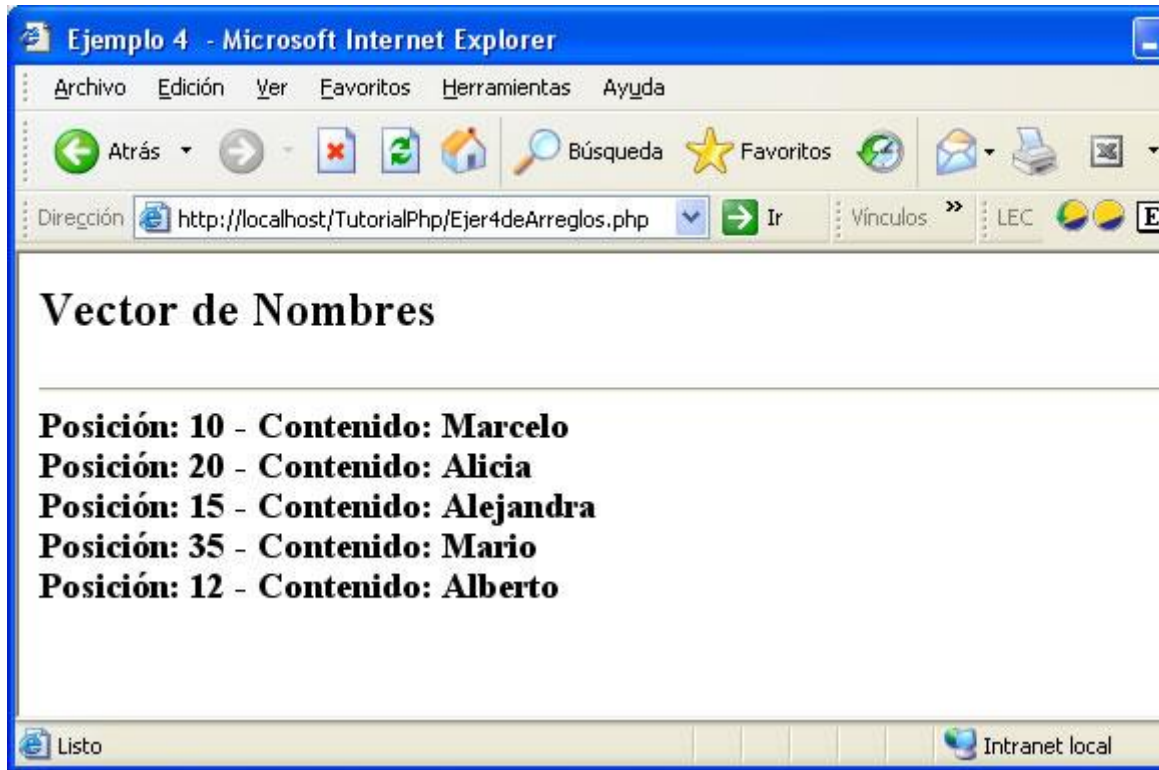 Ejemplo 4 - Microsoft Internet Explorer
Archivo Edición Ver Favoritos Herramientas Ayuda
Atrás Búsqueda Favoritos
Dirección http://localhost/TutorialPhp/Ejer4deArreglos.php Ir Vínculos » LEC E
Vector de Nombres
Posición: 10 - Contenido: Marcelo
Posición: 20 - Contenido: Alicia
Posición: 15 - Contenido: Alejandra
Posición: 35 - Contenido: Mario
Posición: 12 - Contenido: Alberto
Listo Intranet local